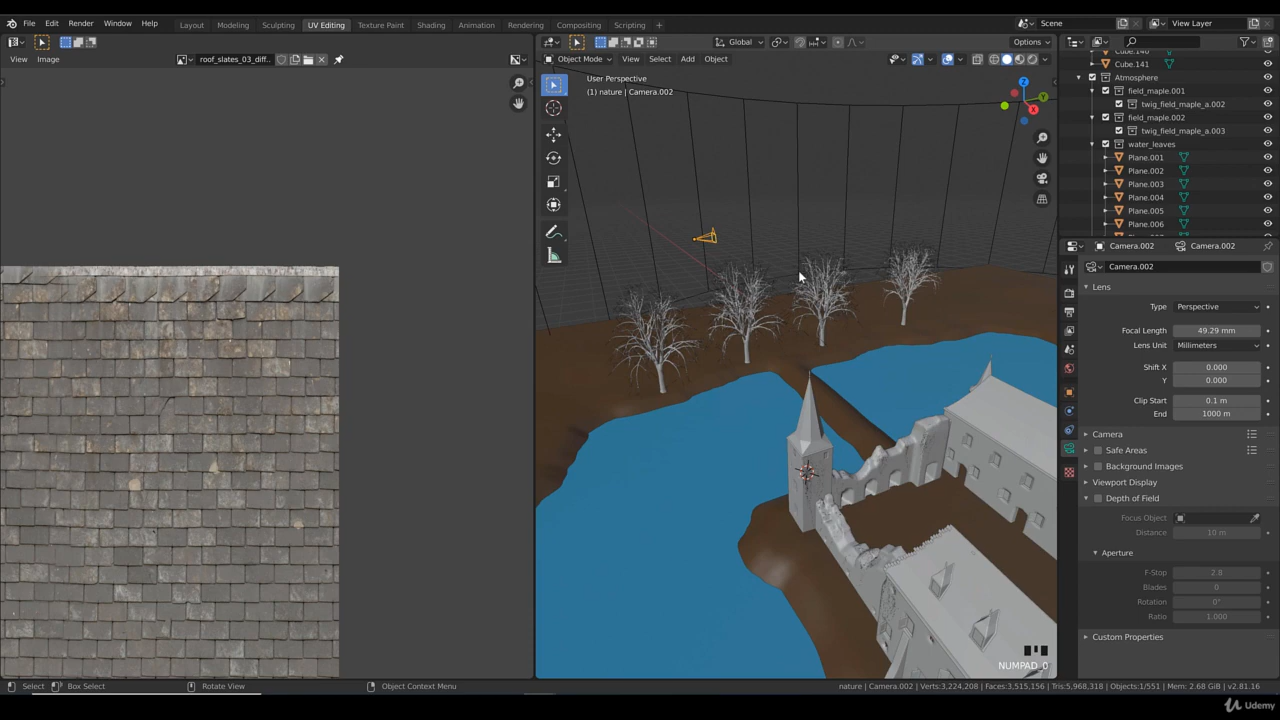 File Edit Render Window Help Layout Modeling Sculpting UV Editing Texture Paint Shading Animation Rendering Compositing Scripting + Scene View Layer
roof_slates_03_diff..
View Image
Global Options
Object Mode View Select Add Object
User Perspective
(1) nature | Camera.002
Z
Y
X
Cube.141
Atmosphere
field_maple.001
twig_field_maple_a.002
field_maple.002
twig_field_maple_a.003
water_leaves
Plane.001
Plane.002
Plane.003
Plane.004
Plane.005
Plane.006
Camera.002 Camera.002
Camera.002
Lens
Type Perspective
Focal Length 49.29 mm
Lens Unit Millimeters
Shift X 0.000
Y 0.000
Clip Start 0.1 m
End 1000 m
Camera
Safe Areas
Background Images
Viewport Display
Depth of Field
Focus Object
Distance 10 m
Aperture
F-Stop 2.8
Blades 0
Rotation 0°
Ratio 1.000
Custom Properties
NUMPAD_0
Select Box Select Rotate View Object Context Menu nature | Camera.002 | Verts:3,224,208 | Faces:3,515,156 | Tris:5,968,318 | Objects:1/551 | Mem: 2.68 GiB | v2.81.16
Udemy